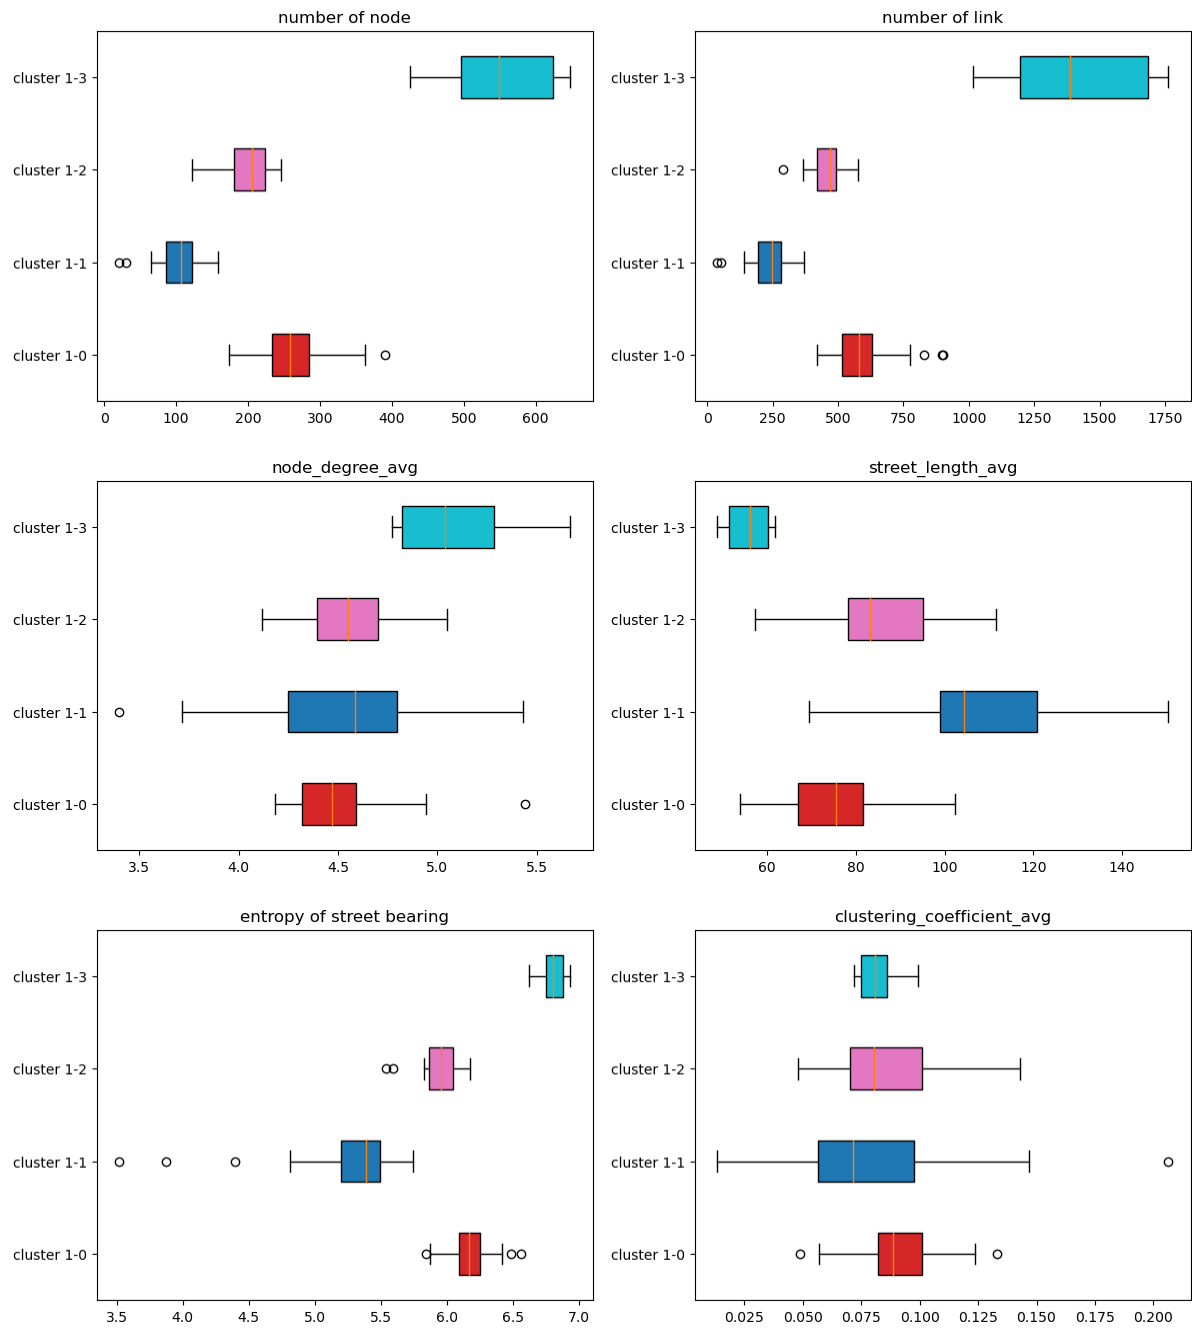 number of node
cluster 1-3
cluster 1-2
cluster 1-1
cluster 1-0
0 100 200 300 400 500 600
number of link
cluster 1-3
cluster 1-2
cluster 1-1
cluster 1-0
0 250 500 750 1000 1250 1500 1750
node_degree_avg
cluster 1-3
cluster 1-2
cluster 1-1
cluster 1-0
3.5 4.0 4.5 5.0 5.5
street_length_avg
cluster 1-3
cluster 1-2
cluster 1-1
cluster 1-0
60 80 100 120 140
entropy of street bearing
cluster 1-3
cluster 1-2
cluster 1-1
cluster 1-0
3.5 4.0 4.5 5.0 5.5 6.0 6.5 7.0
clustering_coefficient_avg
cluster 1-3
cluster 1-2
cluster 1-1
cluster 1-0
0.025 0.050 0.075 0.100 0.125 0.150 0.175 0.200